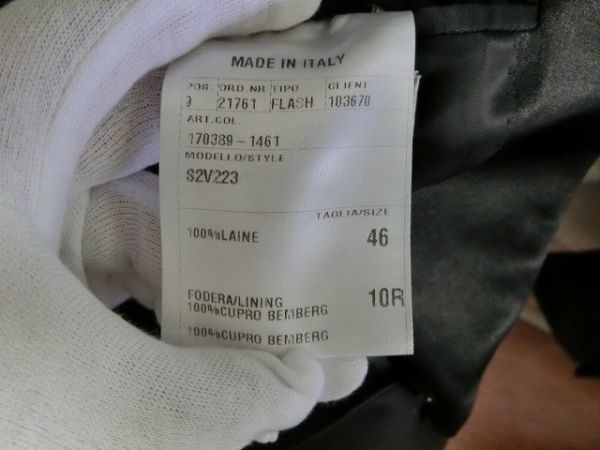 MADE IN ITALY
POS. ORD.NR TIPO CLIENT
9 21761 FLASH 103670
ART.COL.
170389-1461
MODELLO/STYLE
S2V223
TAGLIA/SIZE
100%LAINE 46
FODERA/LINING 10R
100%CUPRO BEMBERG
100%CUPRO BEMBERG